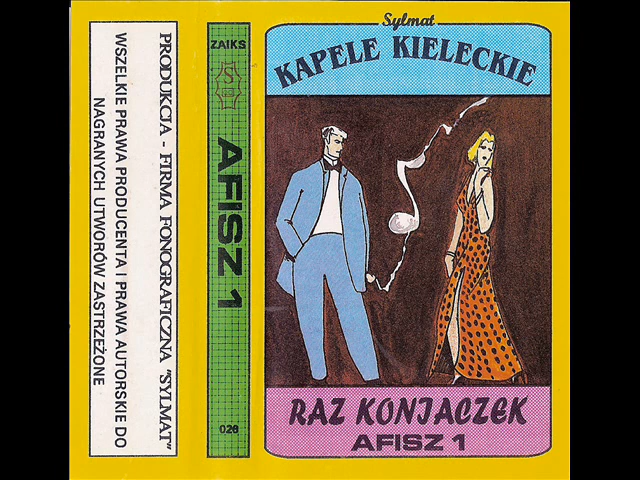 PRODUKCJA - FIRMA FONOGRAFICZNA "SYLMAT"
WSZELKIE PRAWA PRODUCENTA I PRAWA AUTORSKIE DO
NAGRANYCH UTWORÓW ZASTRZEŻONE
ZAIKS
S
AFISZ 1
028
Sylmat
KAPELE KIELECKIE
RAZ KONIACZEK
AFISZ 1